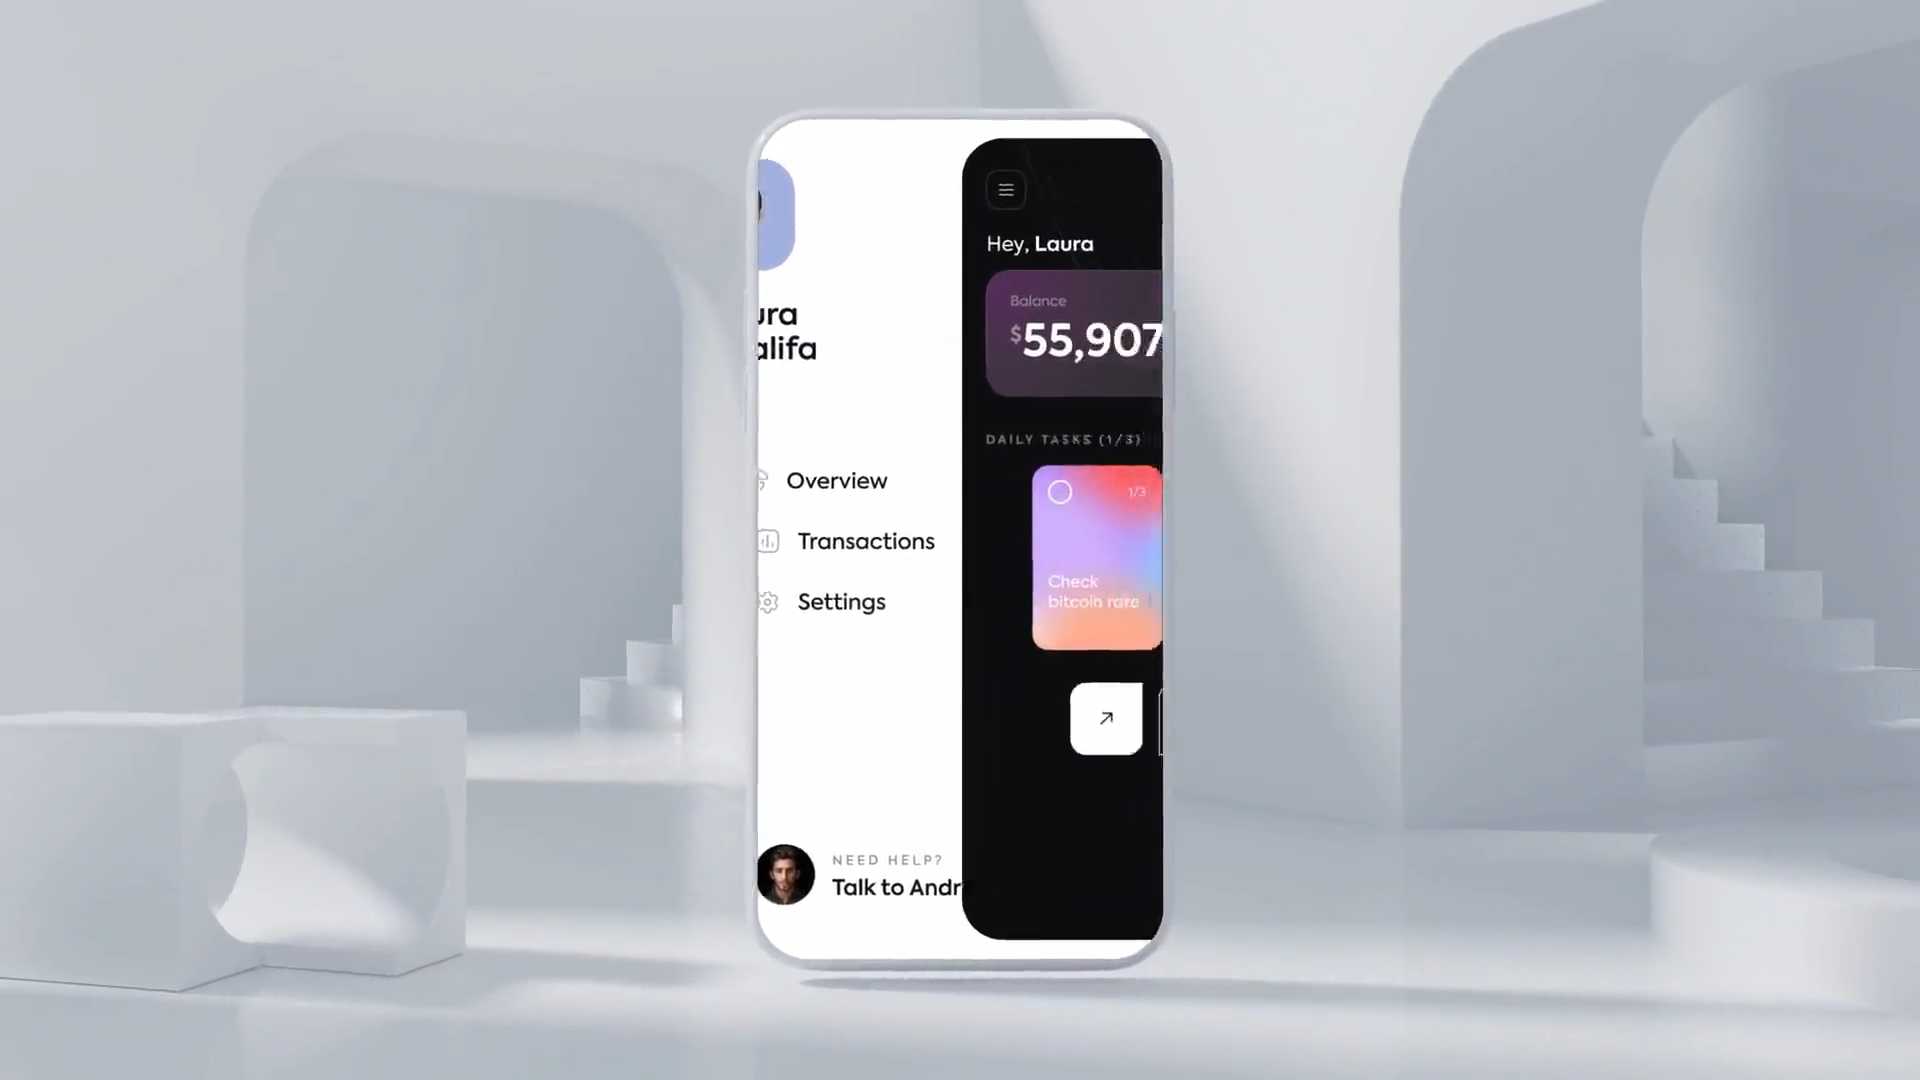 ura
alifa
Overview
Transactions
Settings
NEED HELP?
Talk to Andr
Hey, Laura
Balance
$55,907
DAILY TASKS (1/3)
1/3
Check
bitcoin rate